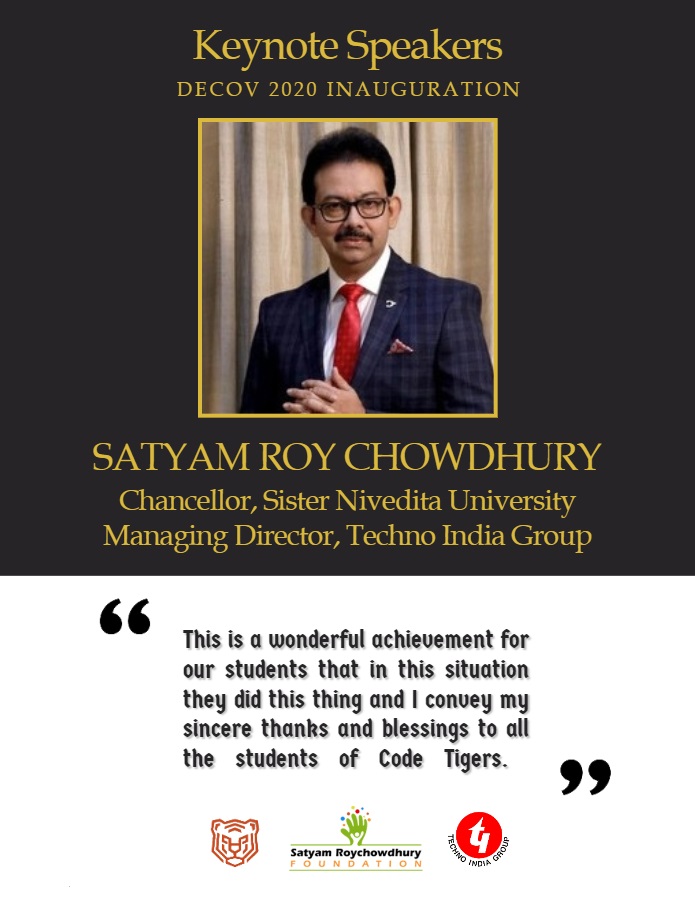 Keynote Speakers
DECOV 2020 INAUGURATION
SATYAM ROY CHOWDHURY
Chancellor, Sister Nivedita University
Managing Director, Techno India Group
“
This is a wonderful achievement for
our students that in this situation
they did this thing and I convey my
sincere thanks and blessings to all
the students of Code Tigers.
”
Satyam Roychowdhury
FOUNDATION
TECHNO INDIA GROUP